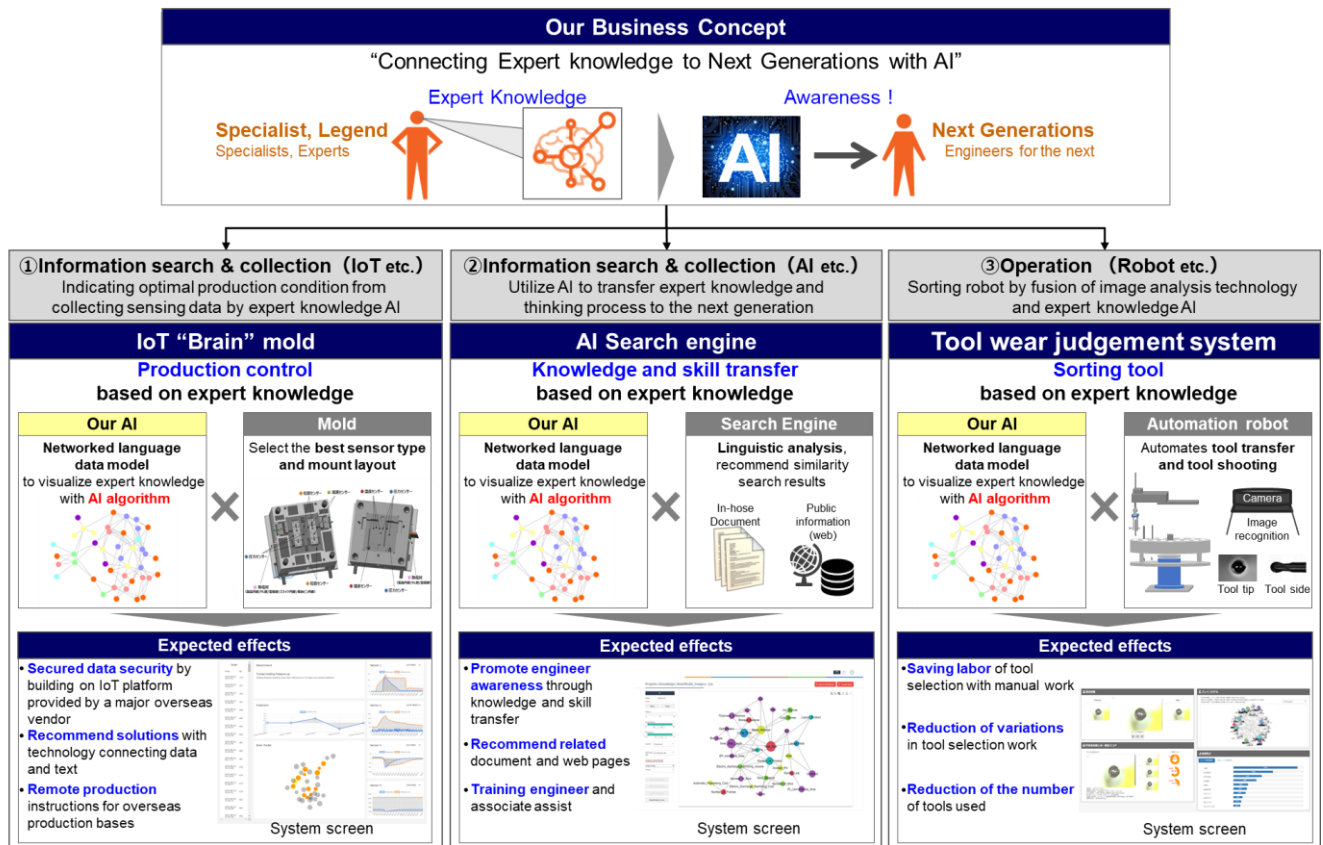 Our Business Concept
“Connecting Expert knowledge to Next Generations with AI”
Expert Knowledge
Awareness !
Specialist, Legend
Specialists, Experts
AI
Next Generations
Engineers for the next
①Information search & collection（IoT etc.）
Indicating optimal production condition from
collecting sensing data by expert knowledge AI
IoT “Brain” mold
Production control
based on expert knowledge
Our AI
Networked language
data model
to visualize expert knowledge
with AI algorithm
Mold
Select the best sensor type
and mount layout
Expected effects
• Secured data security by
building on IoT platform
provided by a major overseas
vendor
• Recommend solutions with
technology connecting data
and text
• Remote production
instructions for overseas
production bases
System screen
②Information search & collection（AI etc.）
Utilize AI to transfer expert knowledge and
thinking process to the next generation
AI Search engine
Knowledge and skill transfer
based on expert knowledge
Our AI
Networked language
data model
to visualize expert knowledge
with AI algorithm
Search Engine
Linguistic analysis,
recommend similarity
search results
In-hose
Document
Public
information
(web)
Expected effects
• Promote engineer
awareness through
knowledge and skill
transfer
• Recommend related
document and web pages
• Training engineer and
associate assist
System screen
③Operation （Robot etc.）
Sorting robot by fusion of image analysis technology
and expert knowledge AI
Tool wear judgement system
Sorting tool
based on expert knowledge
Our AI
Networked language
data model
to visualize expert knowledge
with AI algorithm
Automation robot
Automates tool transfer
and tool shooting
Camera
Image
recognition
Tool tip
Tool side
Expected effects
• Saving labor of tool
selection with manual work
• Reduction of variations
in tool selection work
• Reduction of the number
of tools used
System screen